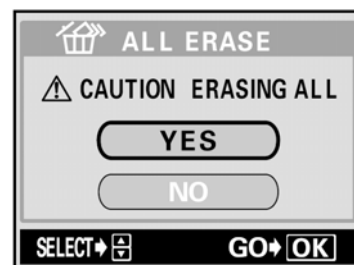 ALL ERASE
CAUTION ERASING ALL
YES
NO
SELECT GO OK